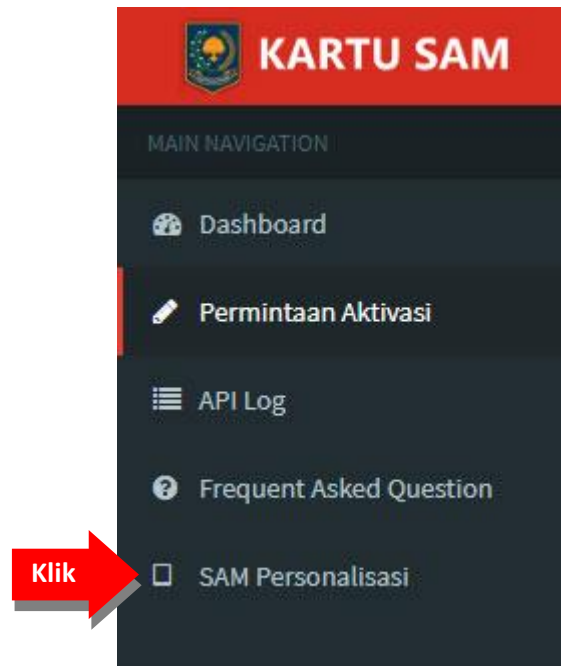 KARTU SAM
MAIN NAVIGATION
Dashboard
Permintaan Aktivasi
API Log
Frequent Asked Question
Klik
SAM Personalisasi